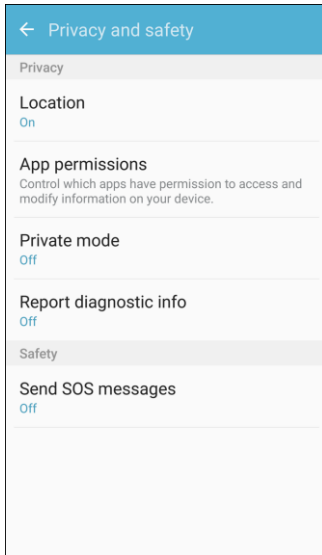 Privacy and safety
Privacy
Location
On
App permissions
Control which apps have permission to access and
modify information on your device.
Private mode
Off
Report diagnostic info
Off
Safety
Send SOS messages
Off